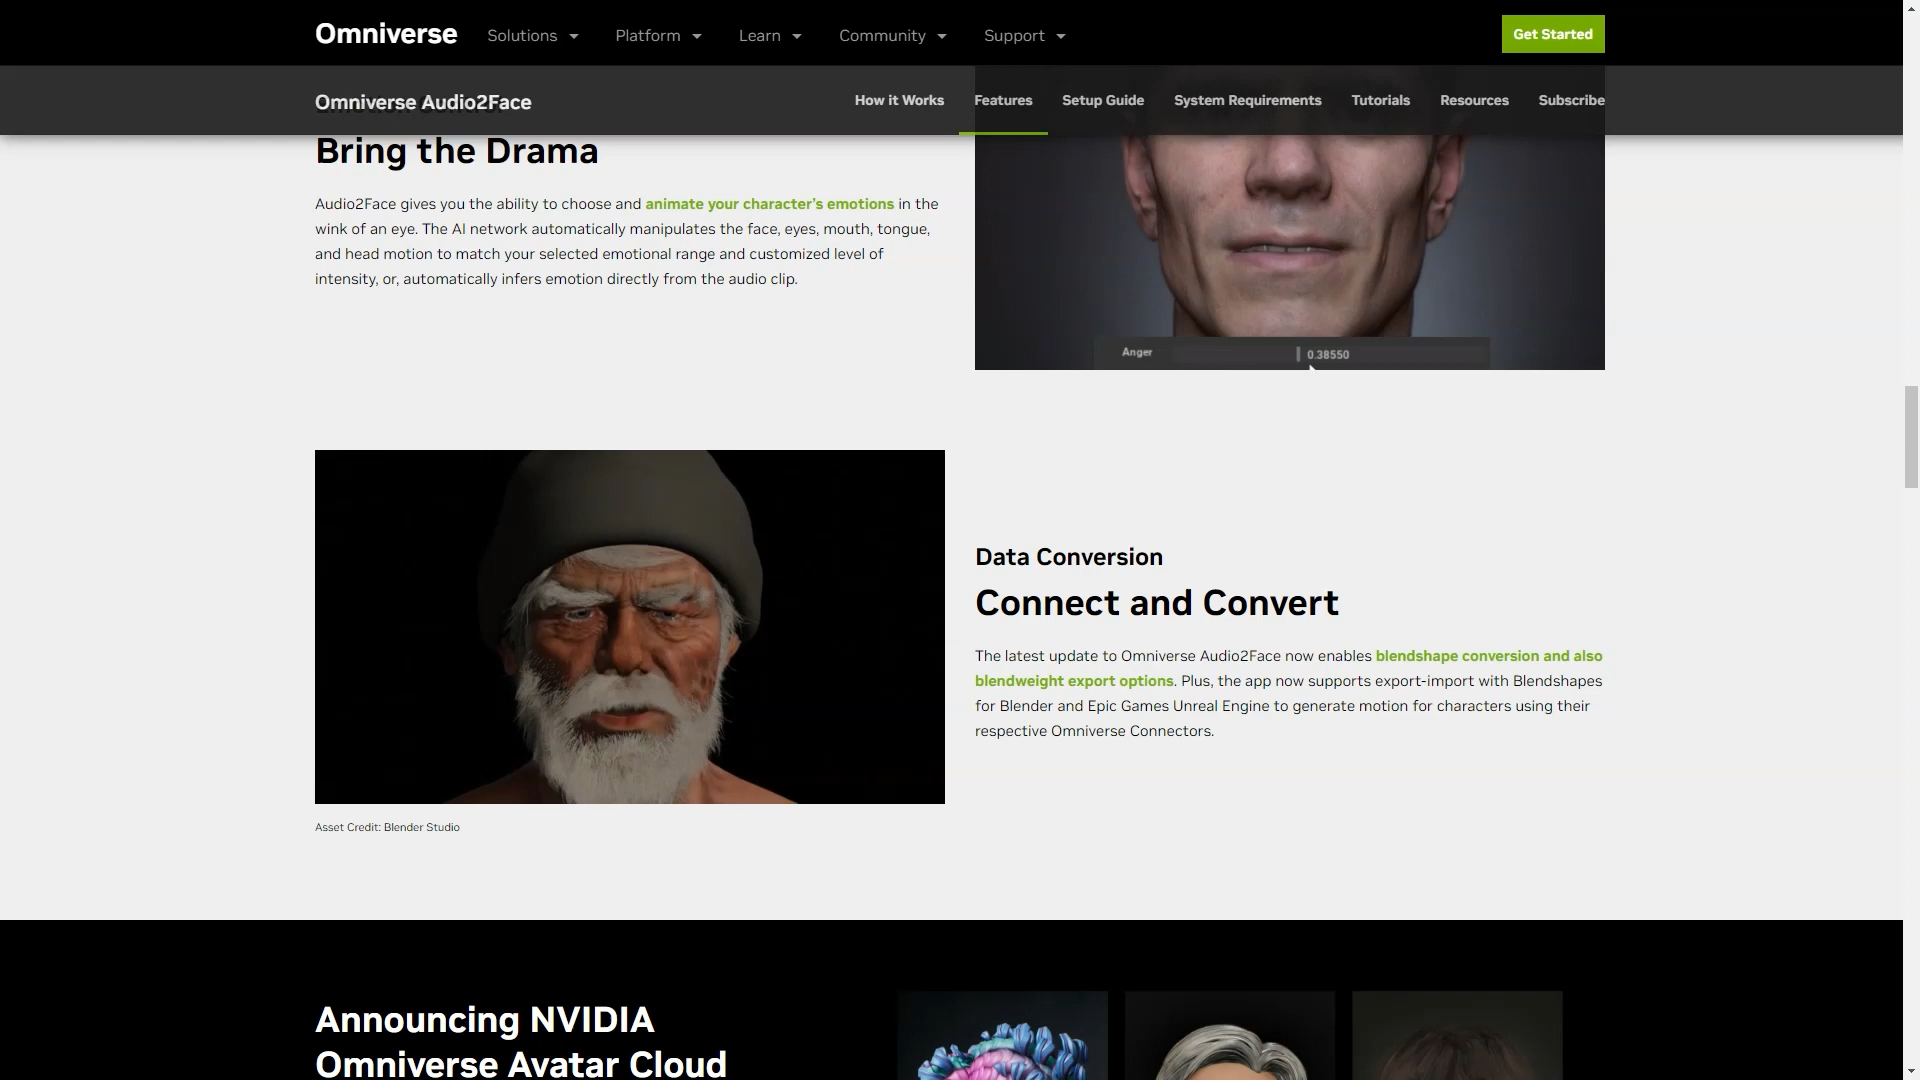 Omniverse
Solutions
Platform
Learn
Community
Support
Get Started
Omniverse Audio2Face
How it Works
Features
Setup Guide
System Requirements
Tutorials
Resources
Subscribe
Bring the Drama
Audio2Face gives you the ability to choose and animate your character's emotions in the
wink of an eye. The AI network automatically manipulates the face, eyes, mouth, tongue,
and head motion to match your selected emotional range and customized level of
intensity, or, automatically infers emotion directly from the audio clip.
Anger
0.38550
Data Conversion
Connect and Convert
The latest update to Omniverse Audio2Face now enables blendshape conversion and also
blendweight export options. Plus, the app now supports export-import with Blendshapes
for Blender and Epic Games Unreal Engine to generate motion for characters using their
respective Omniverse Connectors.
Asset Credit: Blender Studio
Announcing NVIDIA
Omniverse Avatar Cloud